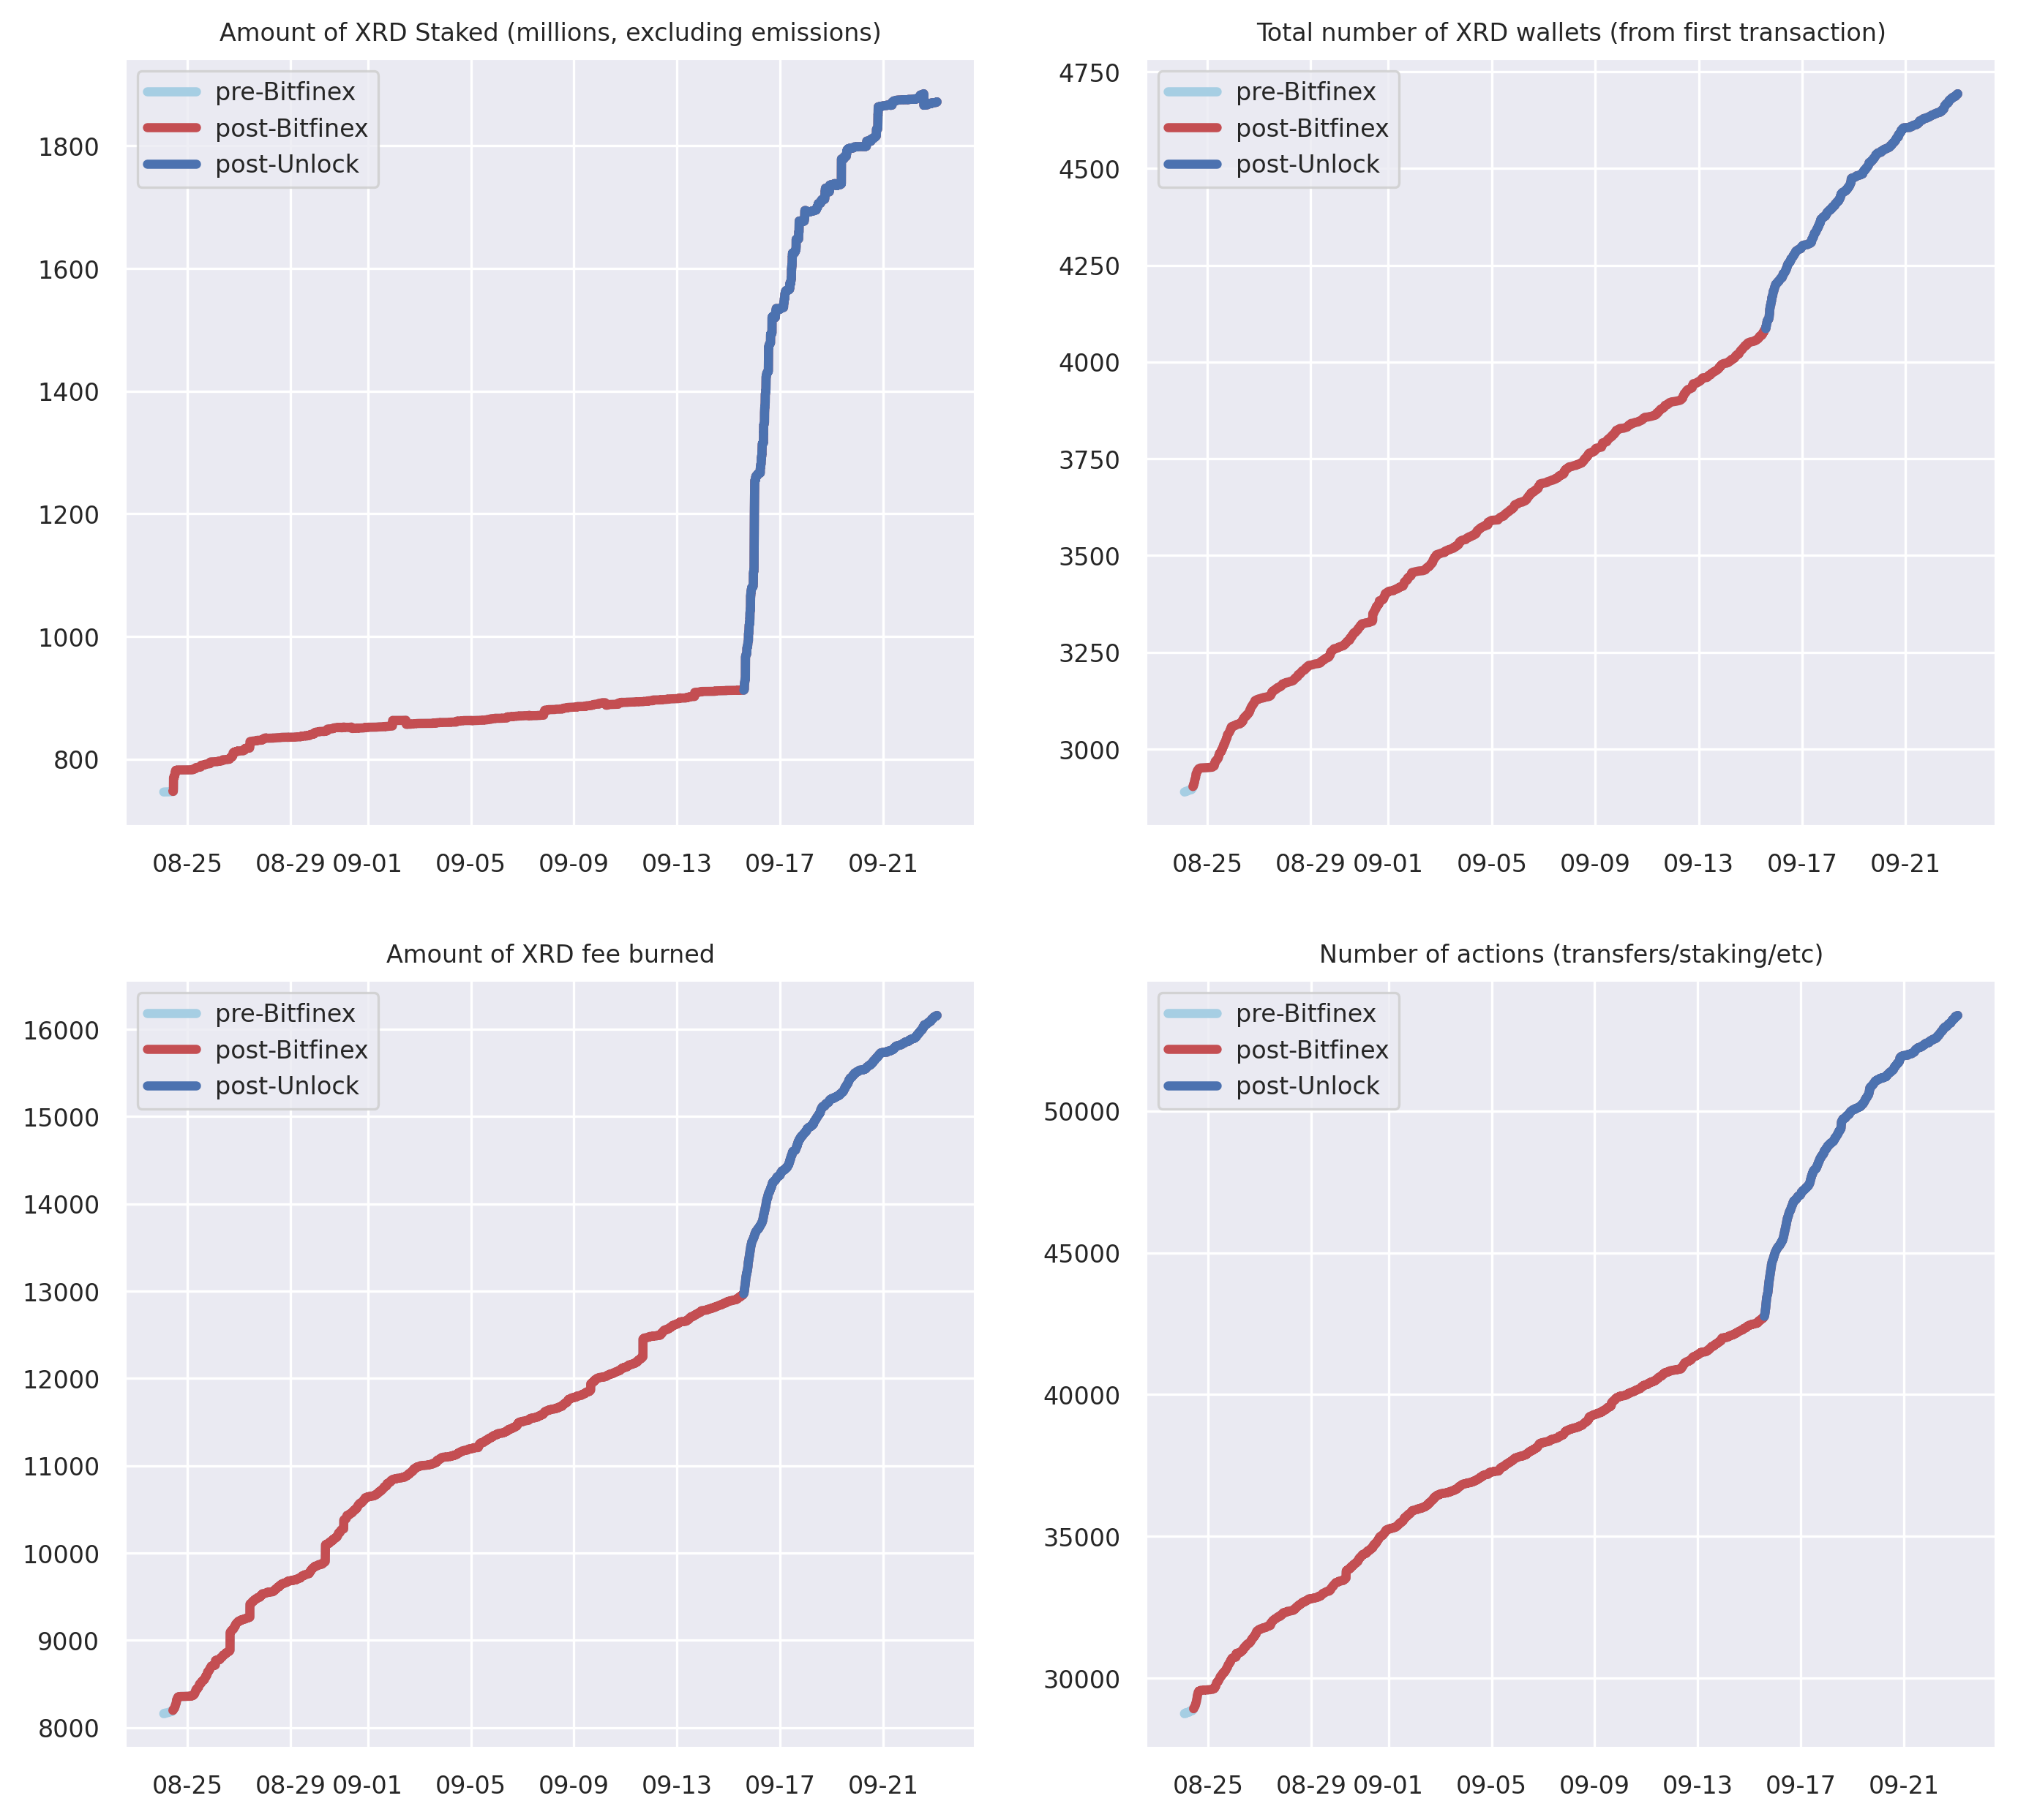 Amount of XRD Staked (millions, excluding emissions)
pre-Bitfinex
post-Bitfinex
post-Unlock
1800
1600
1400
1200
1000
800
08-25 08-29 09-01 09-05 09-09 09-13 09-17 09-21
Total number of XRD wallets (from first transaction)
pre-Bitfinex
post-Bitfinex
post-Unlock
4750
4500
4250
4000
3750
3500
3250
3000
08-25 08-29 09-01 09-05 09-09 09-13 09-17 09-21
Amount of XRD fee burned
pre-Bitfinex
post-Bitfinex
post-Unlock
16000
15000
14000
13000
12000
11000
10000
9000
8000
08-25 08-29 09-01 09-05 09-09 09-13 09-17 09-21
Number of actions (transfers/staking/etc)
pre-Bitfinex
post-Bitfinex
post-Unlock
50000
45000
40000
35000
30000
08-25 08-29 09-01 09-05 09-09 09-13 09-17 09-21